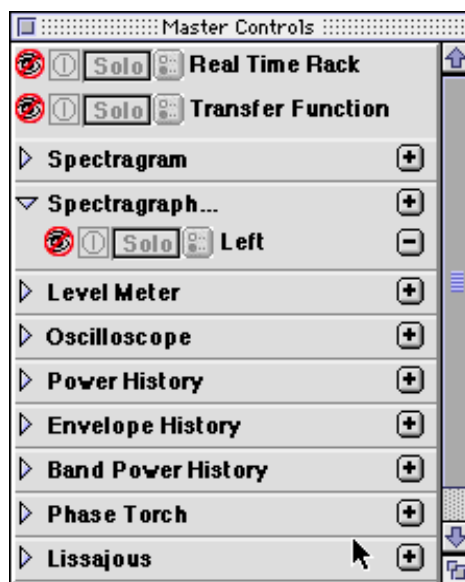 Master Controls
Solo Real Time Rack
Solo Transfer Function
Spectragram
Spectragraph...
Solo Left
Level Meter
Oscilloscope
Power History
Envelope History
Band Power History
Phase Torch
Lissajous